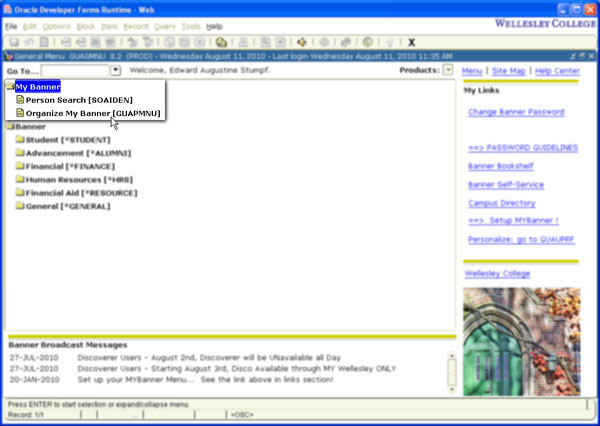 Oracle Developer Forms Runtime - Web
File Edit Options Block Item Record Query Tools Help
WELLESLEY COLLEGE
General Menu GUAGMNU 8.2 (PROD) - Wednesday August 11, 2010 - Last login Wednesday August 11, 2010 11:35 AM
Go To... Welcome, Edward Augustine Stumpf. Products: Menu | Site Map | Help Center
My Banner
Person Search [SOAIDEN]
Organize My Banner [GUAPMNU]
Banner
Student [*STUDENT]
Advancement [*ALUMNI]
Financial [*FINANCE]
Human Resources [*HRS]
Financial Aid [*RESOURCE]
General [*GENERAL]
My Links
Change Banner Password
==> PASSWORD GUIDELINES
Banner Bookshelf
Banner Self-Service
Campus Directory
==> Setup MYBanner !
Personalize: go to GUAUPRF
Wellesley College
Banner Broadcast Messages
27-JUL-2010 Discoverer Users - August 2nd, Discoverer will be UNavailable all Day
27-JUL-2010 Discoverer Users - Starting August 3rd, Disco Available through MY Wellesley ONLY
20-JAN-2010 Set up your MYBanner Menu... See the link above in links section!
Press ENTER to start selection or expand/collapse menu.
Record: 1/1 ... <OSC>